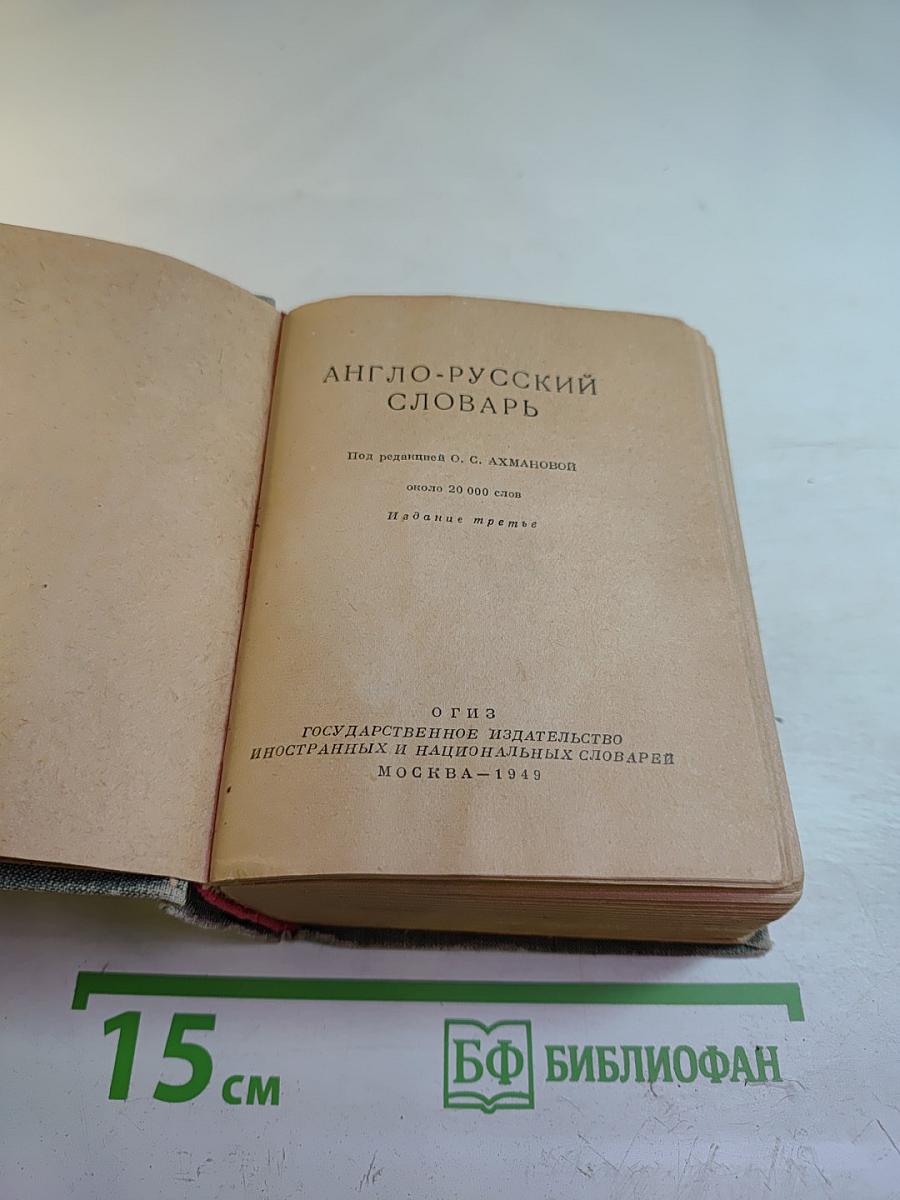 АНГЛО-РУССКИЙ
СЛОВАРЬ
Под редакцией О. С. АХМАНОВОЙ
около 20 000 слов
Издание третье
ОГИЗ
ГОСУДАРСТВЕННОЕ ИЗДАТЕЛЬСТВО
ИНОСТРАННЫХ И НАЦИОНАЛЬНЫХ СЛОВАРЕЙ
МОСКВА — 1949
15 см
БФ БИБЛИОФАН